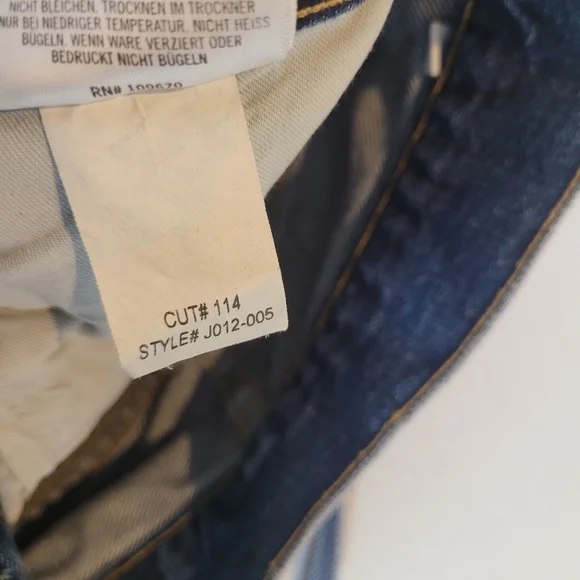 NICHT BLEICHEN. TROCKNEN IM TROCKNER
NUR BEI NIEDRIGER TEMPERATUR. NICHT HEISS
BÜGELN. WENN WARE VERZIERT ODER
BEDRUCKT NICHT BÜGELN
RN#
CUT# 114
STYLE# J012-005